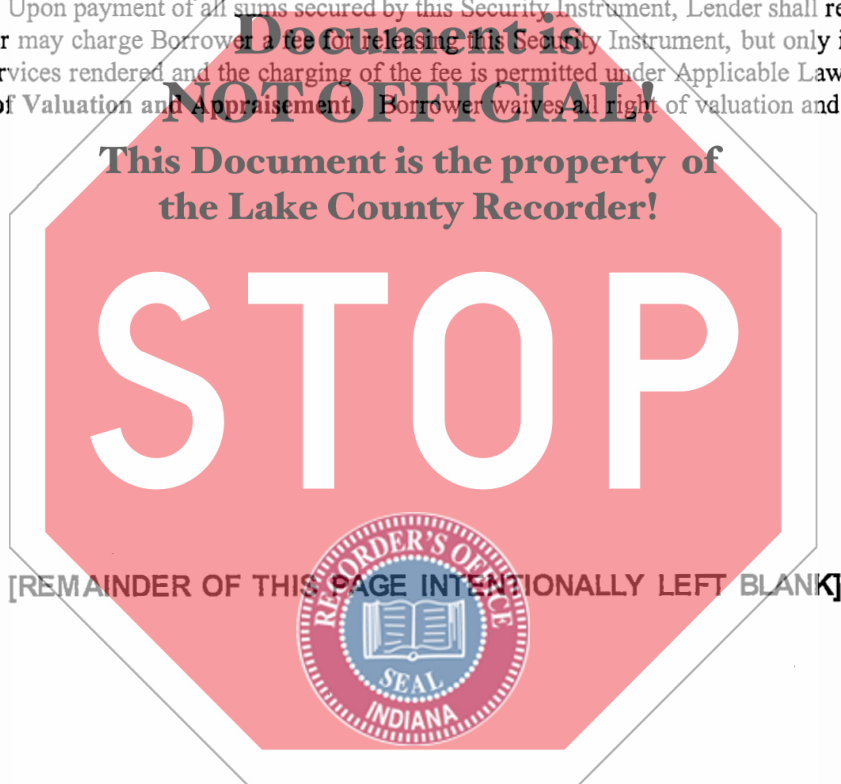 Upon payment of all sums secured by this Security Instrument, Lender shall re
r may charge Borrower a fee for releasing this Security Instrument, but only i
rvices rendered and the charging of the fee is permitted under Applicable Law
of Valuation and Appraisement. Borrower waives all right of valuation and
Document is
NOT OFFICIAL!
This Document is the property of
the Lake County Recorder!
STOP
[REMAINDER OF THIS PAGE INTENTIONALLY LEFT BLANK]
RECORDER'S OFFICE
SEAL
INDIANA